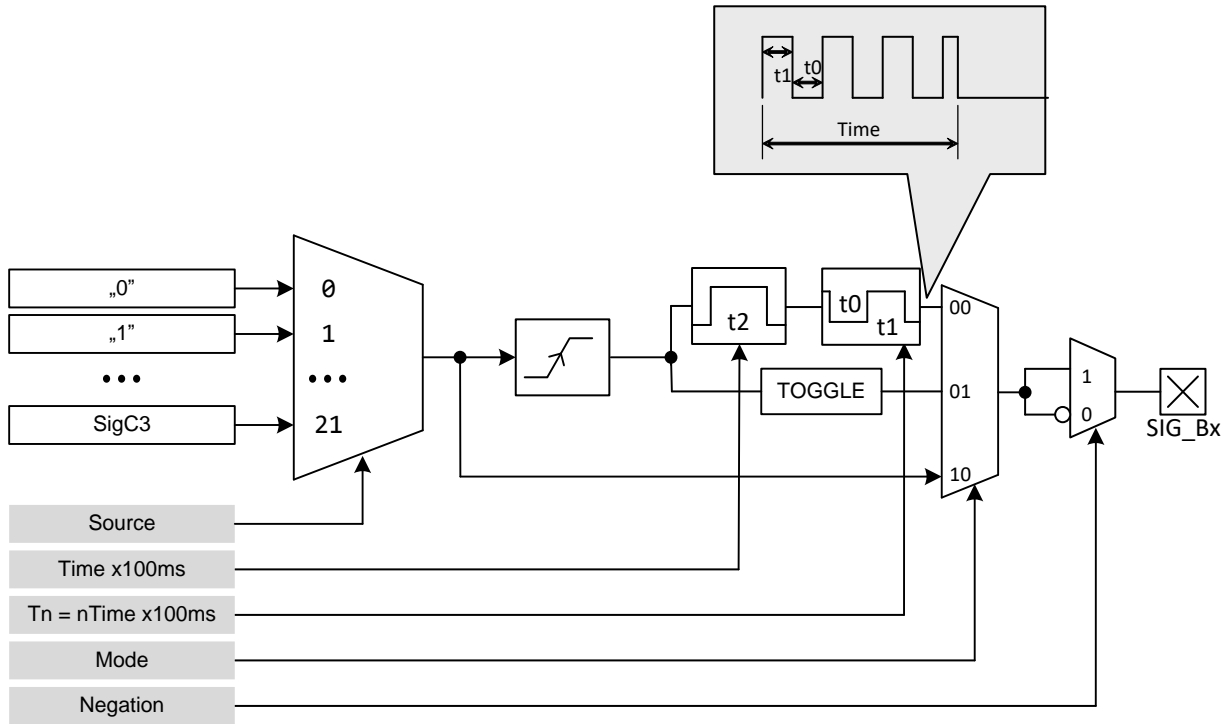 t1
t0
Time
„0”
0
„1”
1
•••
•••
SigC3
21
t2
t0
t1
00
TOGGLE
01
10
1
0
SIG_Bx
Source
Time x100ms
Tn = nTime x100ms
Mode
Negation